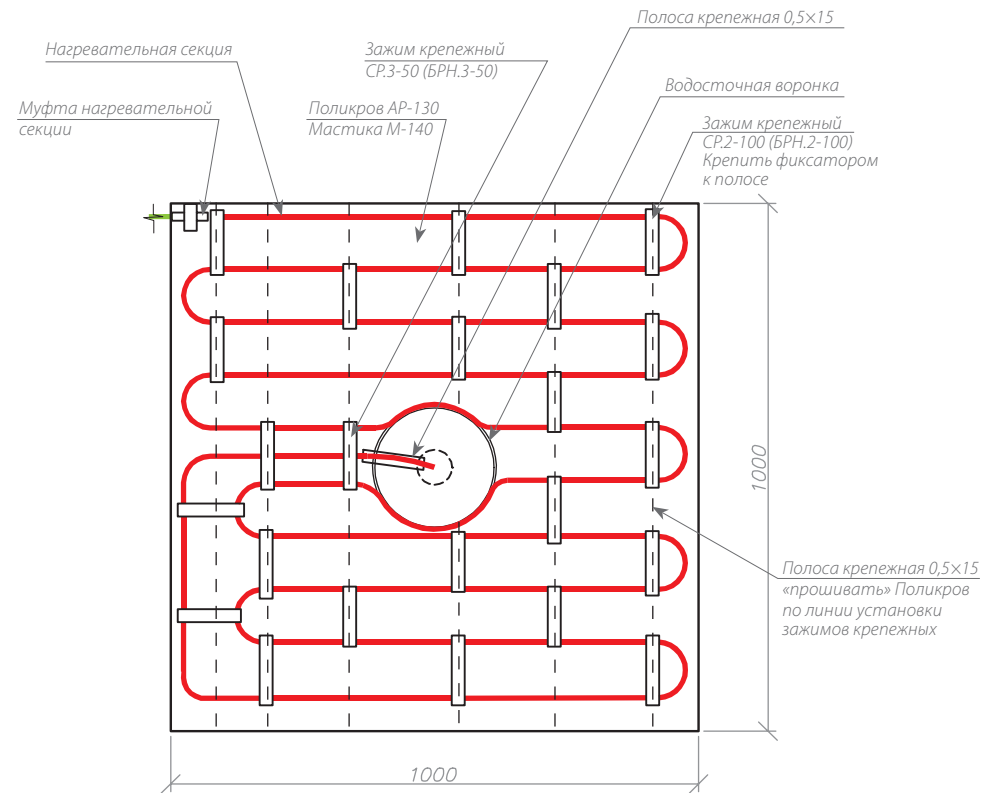 Полоса крепежная 0,5×15
Нагревательная секция
Зажим крепежный
СР.3-50 (БРН.3-50)
Водосточная воронка
Муфта нагревательной
секции
Поликров АР-130
Мастика М-140
Зажим крепежный
СР.2-100 (БРН.2-100)
Крепить фиксатором
к полосе
1000
Полоса крепежная 0,5×15
«прошивать» Поликров
по линии установки
зажимов крепежных
1000